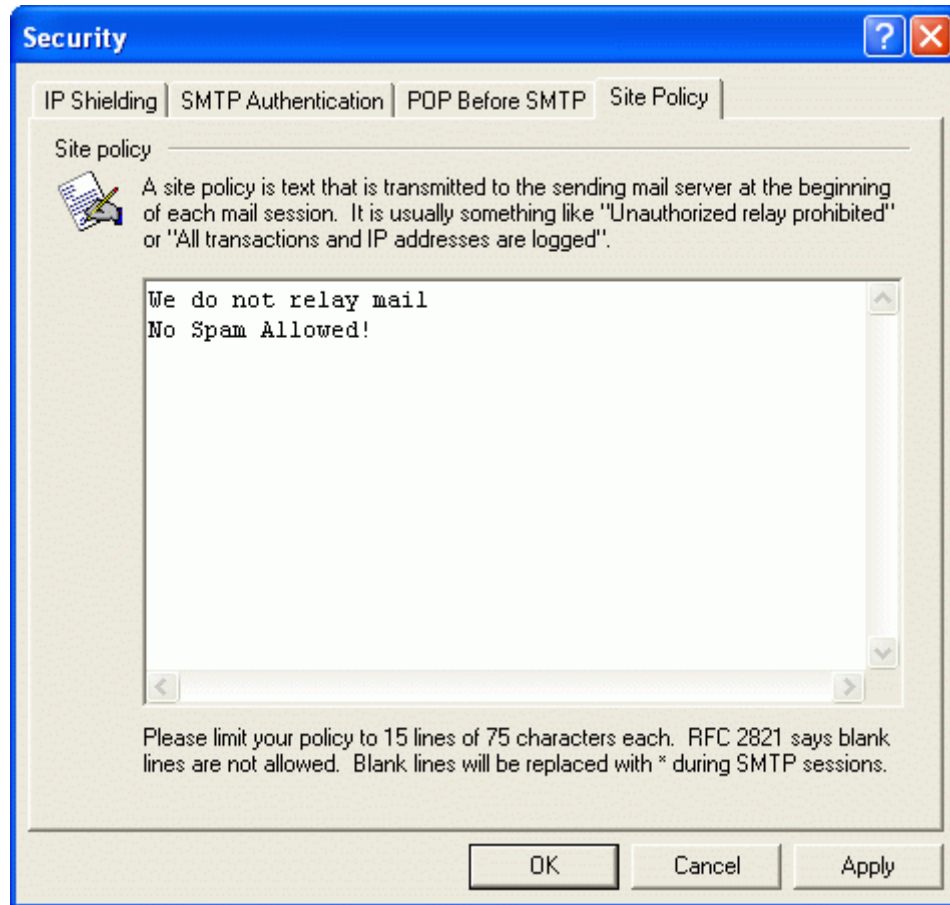 Security
IP Shielding
SMTP Authentication
POP Before SMTP
Site Policy
Site policy
A site policy is text that is transmitted to the sending mail server at the beginning
of each mail session.  It is usually something like "Unauthorized relay prohibited"
or "All transactions and IP addresses are logged".
We do not relay mail
No Spam Allowed!
Please limit your policy to 15 lines of 75 characters each.  RFC 2821 says blank
lines are not allowed.  Blank lines will be replaced with * during SMTP sessions.
OK
Cancel
Apply